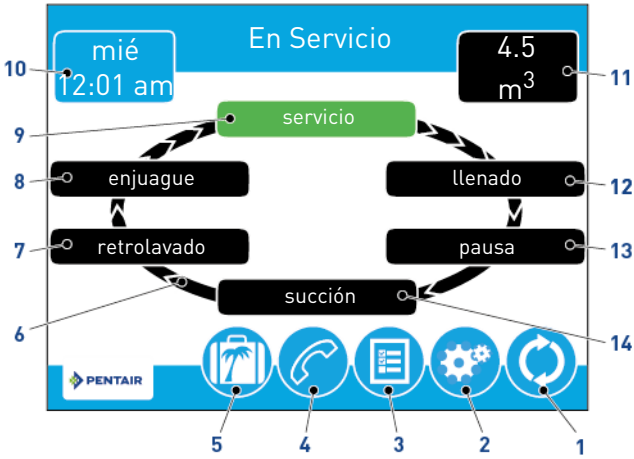 En Servicio
10
mié
12:01 am
4.5
m³
11
9
servicio
8
enjuague
llenado
12
7
retrolavado
pausa
13
6
succión
14
PENTAIR
5
4
3
2
1